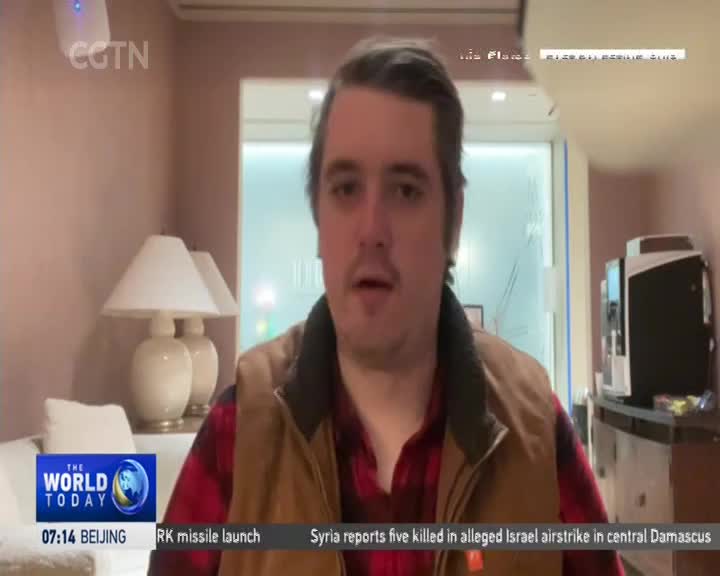 CGTN
THE
WORLD
TODAY
07:14 BEIJING
RK missile launch Syria reports five killed in alleged Israel airstrike in central Damascus